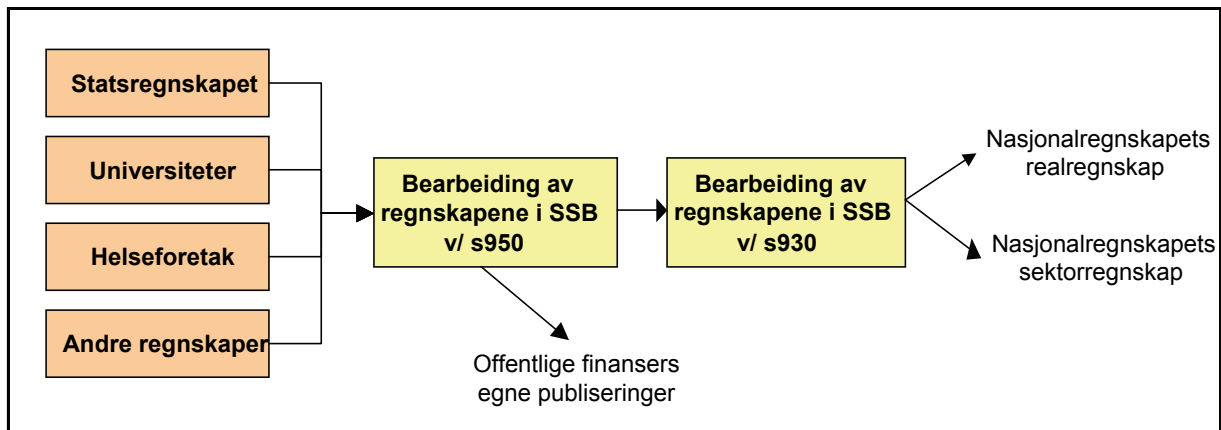 Statsregnskapet
Universiteter
Helseforetak
Andre regnskaper
Bearbeiding av
regnskapene i SSB
v/ s950
Bearbeiding av
regnskapene i SSB
v/ s930
Nasjonalregnskapets
realregnskap
Nasjonalregnskapets
sektorregnskap
Offentlige finansers
egne publiseringer